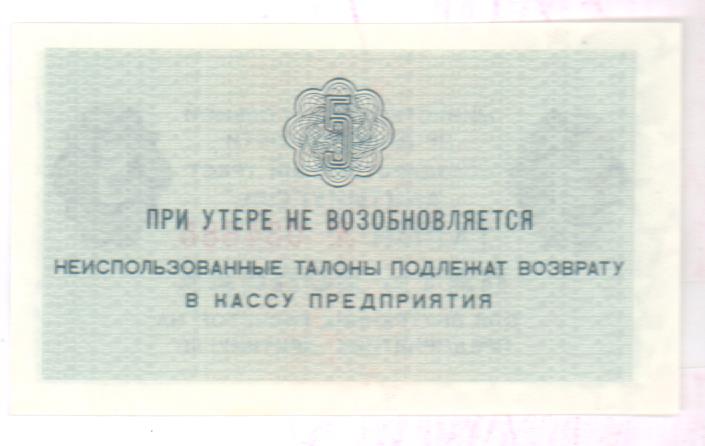 5
ПРИ УТЕРЕ НЕ ВОЗОБНОВЛЯЕТСЯ
НЕИСПОЛЬЗОВАННЫЕ ТАЛОНЫ ПОДЛЕЖАТ ВОЗВРАТУ
В КАССУ ПРЕДПРИЯТИЯ